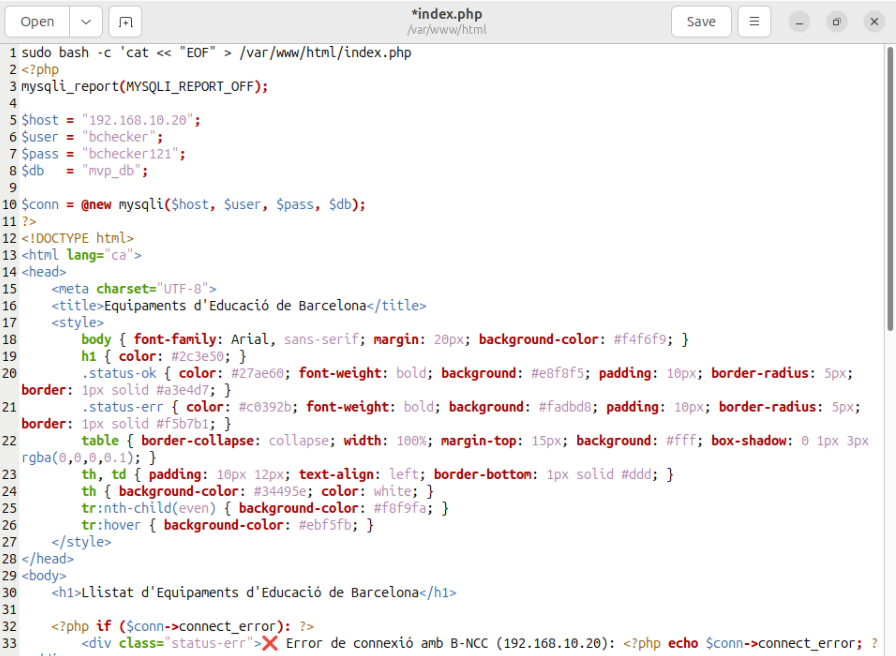 Open
*index.php
/var/www/html
Save
1 sudo bash -c 'cat << "EOF" > /var/www/html/index.php
2 <?php
3 mysqli_report(MYSQLI_REPORT_OFF);
4
5 $host = "192.168.10.20";
6 $user = "bchecker";
7 $pass = "bchecker121";
8 $db   = "mvp_db";
9
10 $conn = @new mysqli($host, $user, $pass, $db);
11 ?>
12 <!DOCTYPE html>
13 <html lang="ca">
14 <head>
15     <meta charset="UTF-8">
16     <title>Equipaments d'Educació de Barcelona</title>
17     <style>
18         body { font-family: Arial, sans-serif; margin: 20px; background-color: #f4f6f9; }
19         h1 { color: #2c3e50; }
20         .status-ok { color: #27ae60; font-weight: bold; background: #e8f8f5; padding: 10px; border-radius: 5px;
border: 1px solid #a3e4d7; }
21         .status-err { color: #c0392b; font-weight: bold; background: #fadbd8; padding: 10px; border-radius: 5px;
border: 1px solid #f5b7b1; }
22         table { border-collapse: collapse; width: 100%; margin-top: 15px; background: #fff; box-shadow: 0 1px 3px
rgba(0,0,0,0.1); }
23         th, td { padding: 10px 12px; text-align: left; border-bottom: 1px solid #ddd; }
24         th { background-color: #34495e; color: white; }
25         tr:nth-child(even) { background-color: #f8f9fa; }
26         tr:hover { background-color: #ebf5fb; }
27     </style>
28 </head>
29 <body>
30     <h1>Llistat d'Equipaments d'Educació de Barcelona</h1>
31
32     <?php if ($conn->connect_error): ?>
33         <div class="status-err">❌ Error de connexió amb B-NCC (192.168.10.20): <?php echo $conn->connect_error; ?